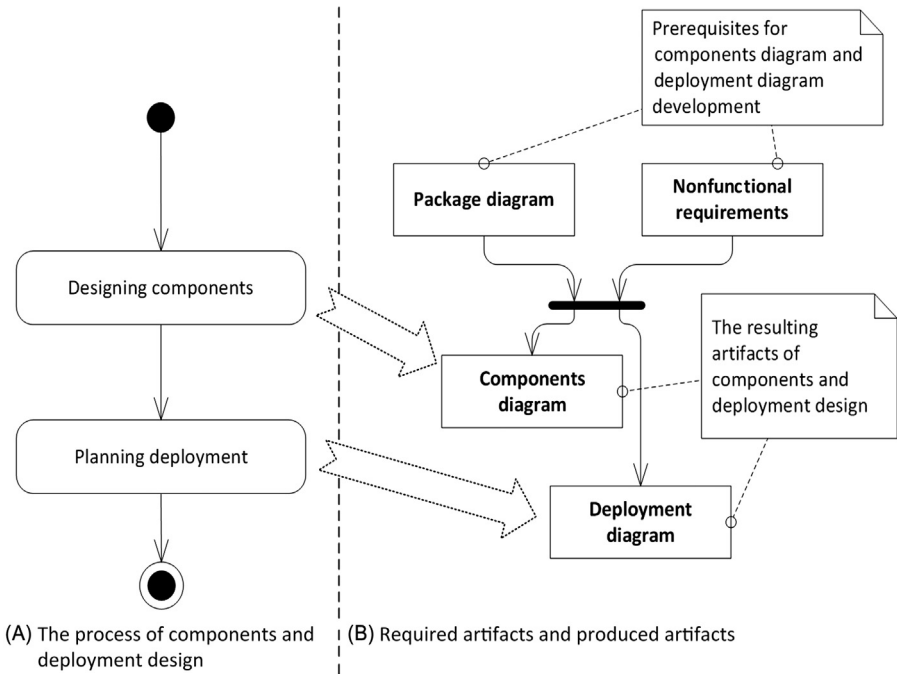 Prerequisites for
components diagram and
deployment diagram
development
Package diagram
Nonfunctional
requirements
Designing components
The resulting
artifacts of
components and
deployment design
Components
diagram
Planning deployment
Deployment
diagram
(A) The process of components and
deployment design
(B) Required artifacts and produced artifacts